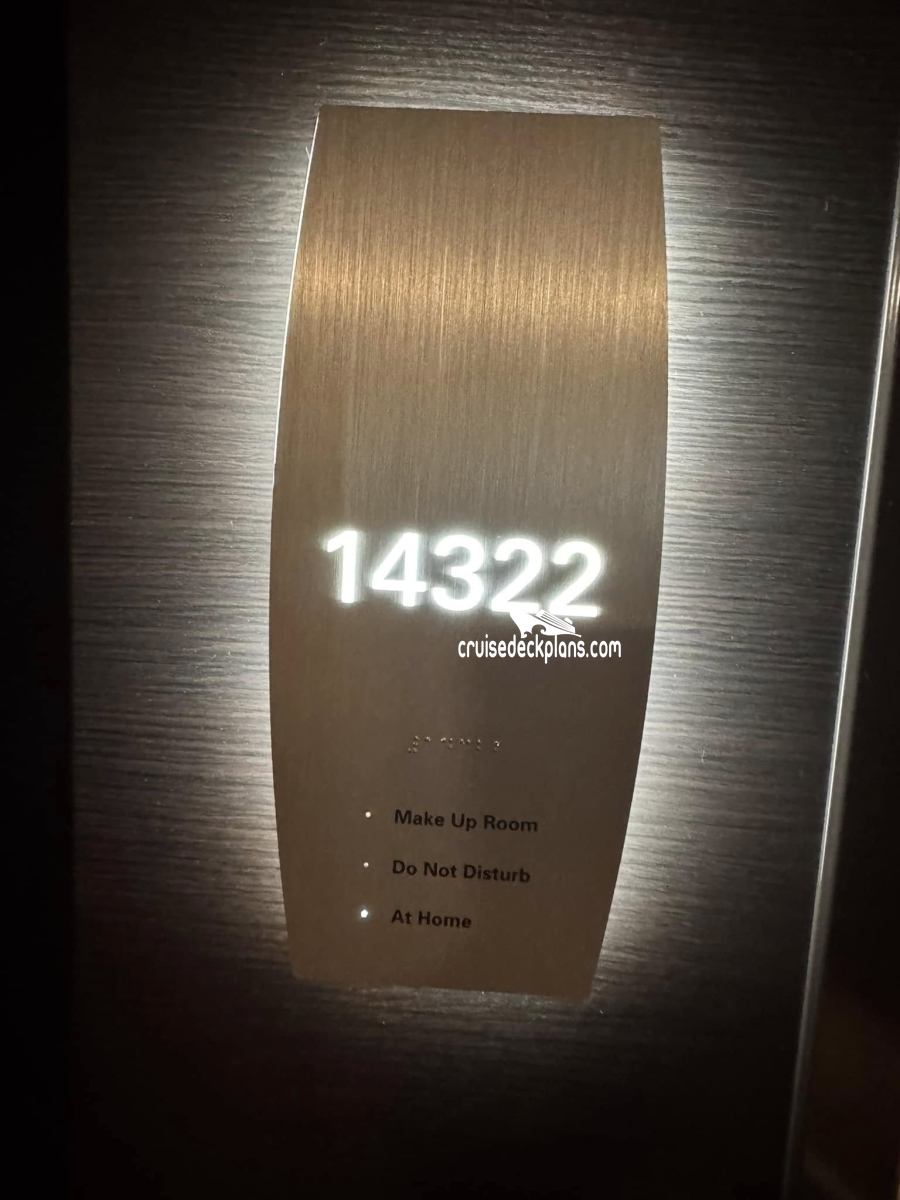 14322
cruisedeckplans.com
Make Up Room
Do Not Disturb
At Home